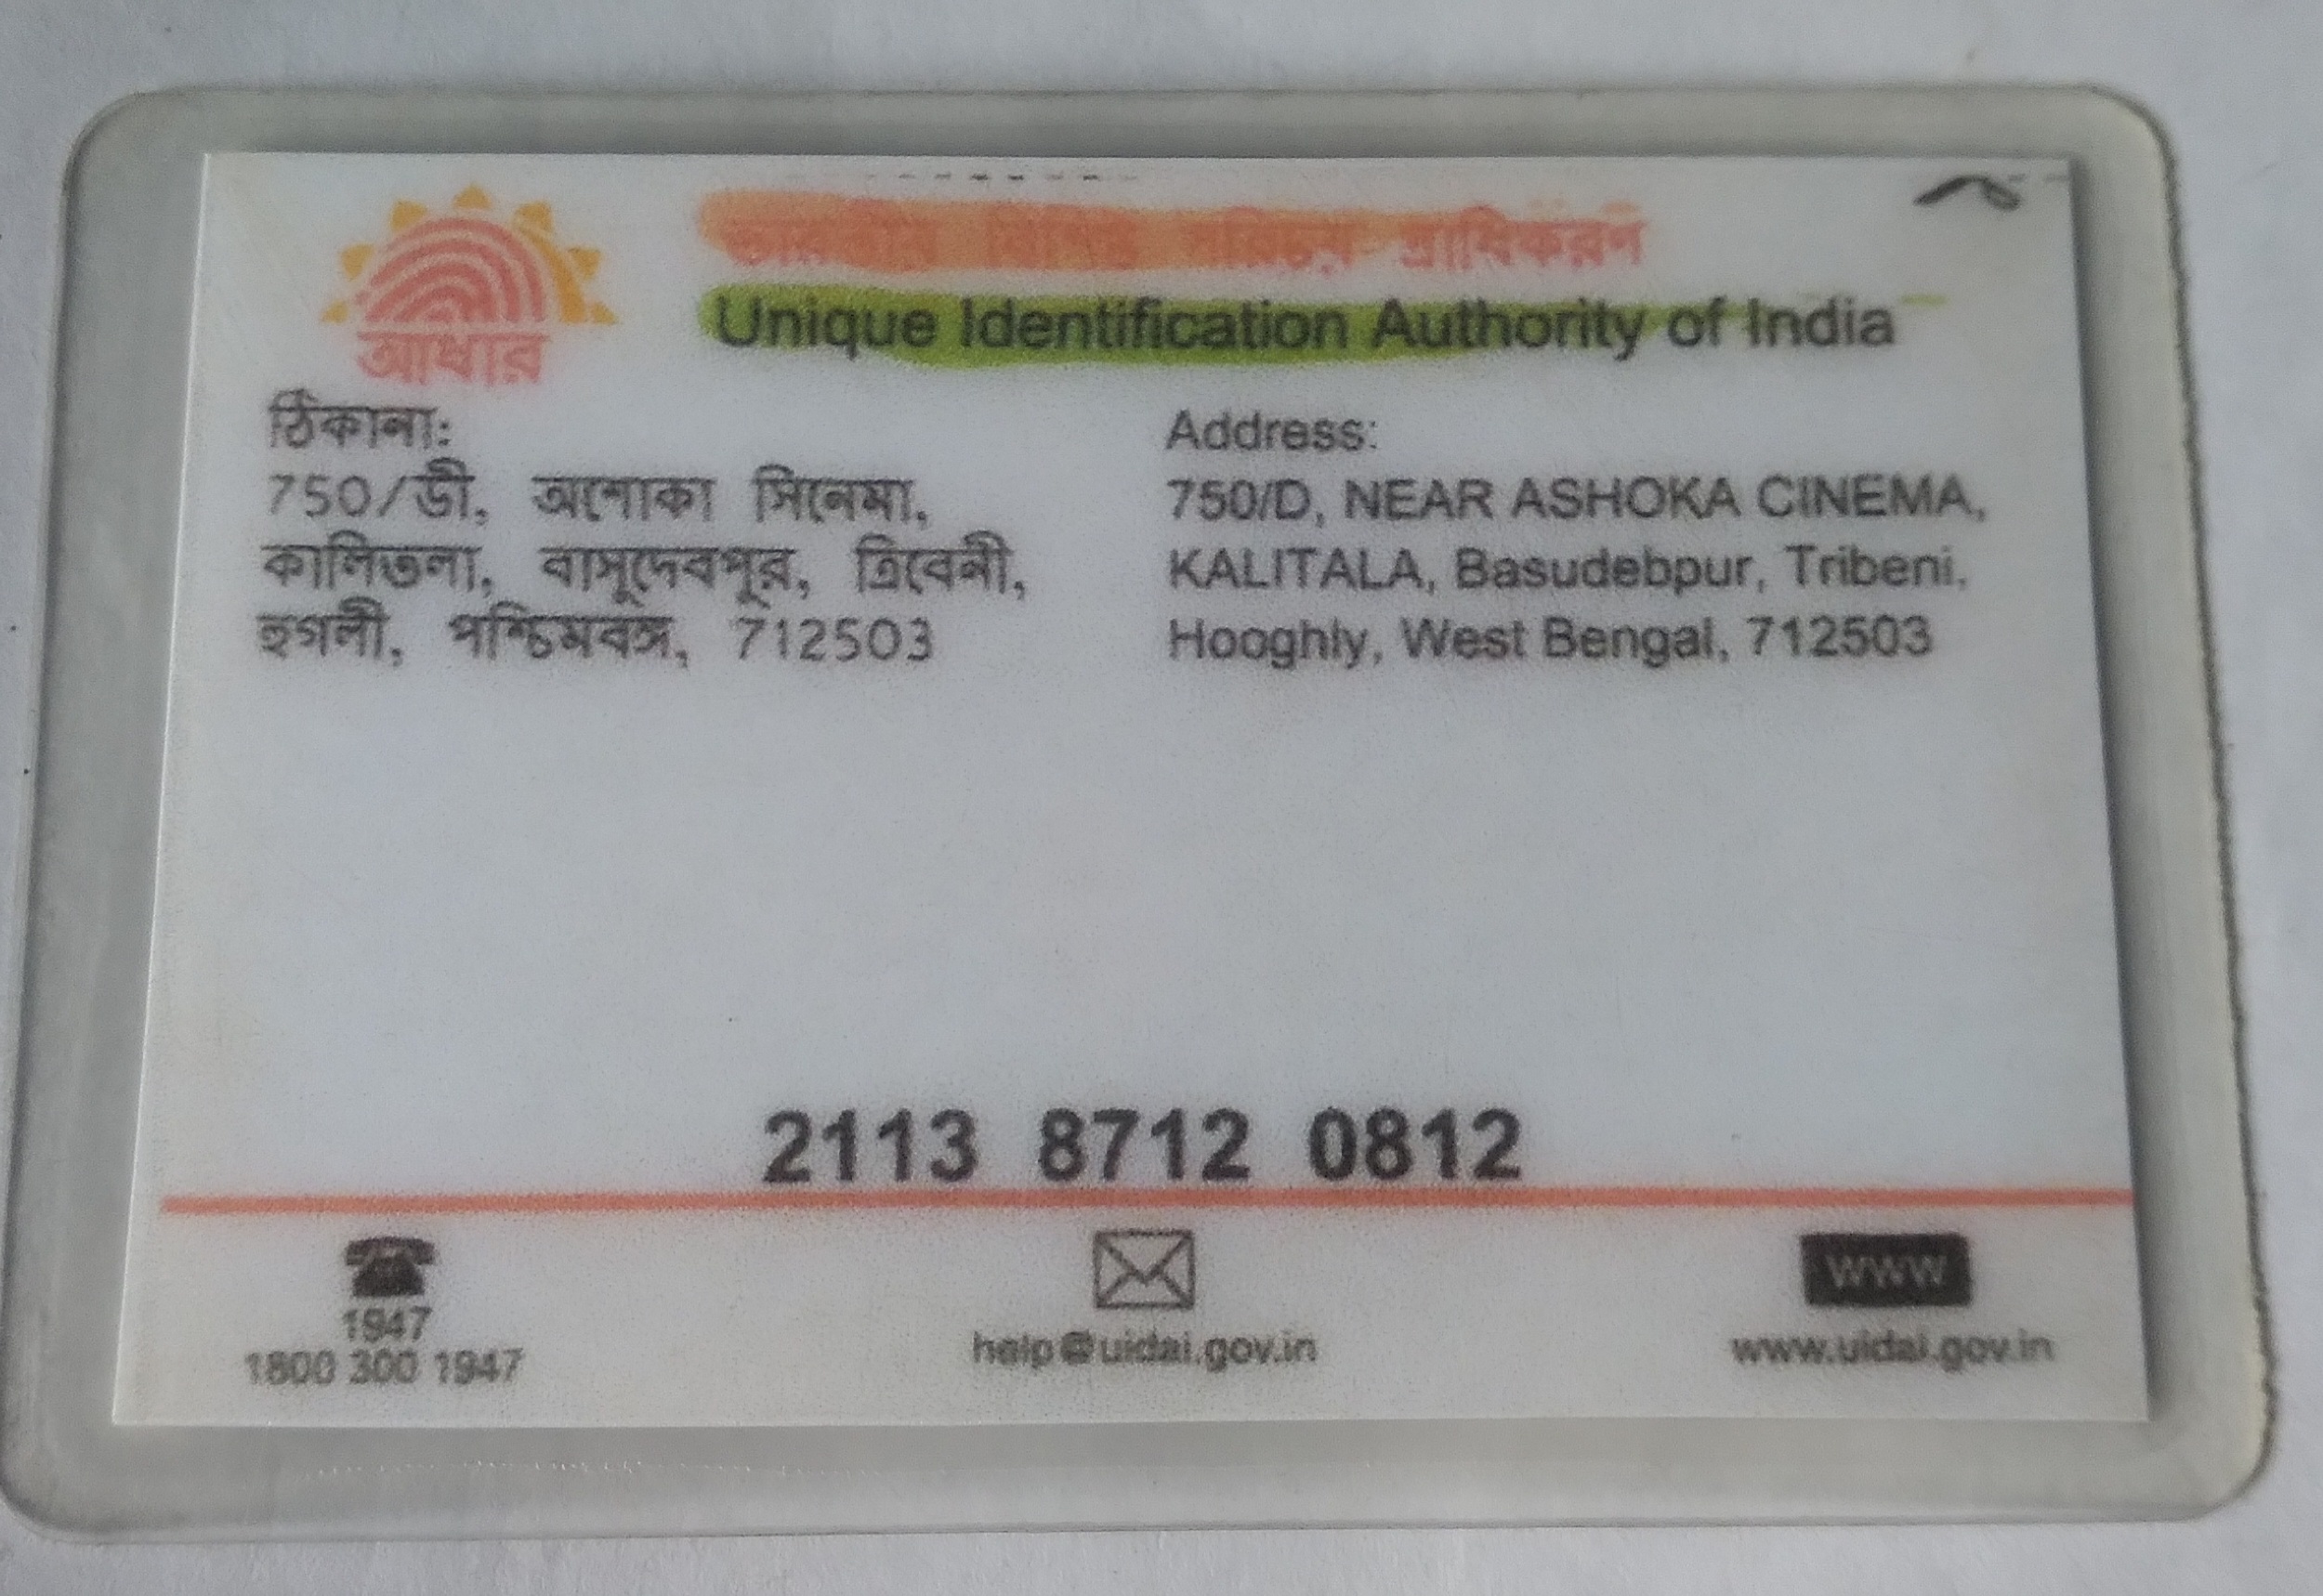 আধার
ভারতীয় বিশিষ্ট পরিচয় প্রাধিকরণ
Unique Identification Authority of India
ঠিকানা:
750/ডী, অশোকা সিনেমা,
কালিতলা, বাসুদেবপুর, ত্রিবেনী,
হুগলী, পশ্চিমবঙ্গ, 712503
Address:
750/D, NEAR ASHOKA CINEMA,
KALITALA, Basudebpur, Tribeni,
Hooghly, West Bengal, 712503
2113 8712 0812
1947
1800 300 1947
help@uidai.gov.in
www
www.uidai.gov.in